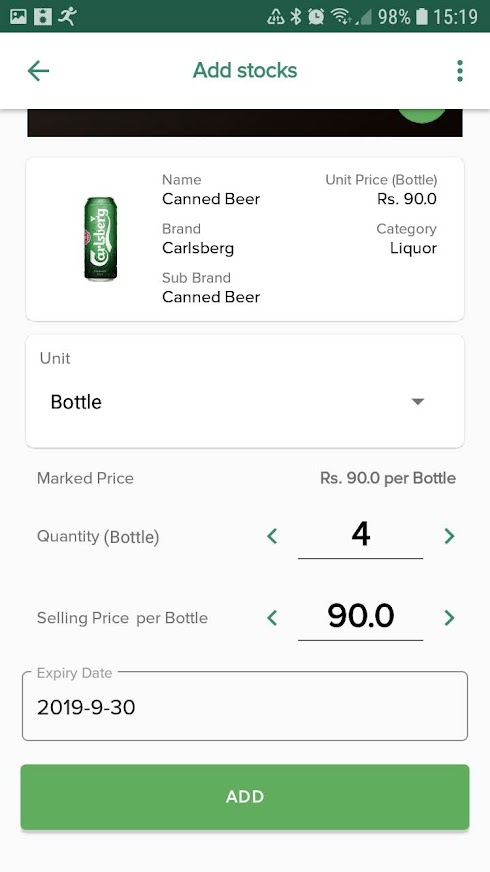 98% 15:19
Add stocks
Name
Canned Beer
Unit Price (Bottle)
Rs. 90.0
Brand
Carlsberg
Category
Liquor
Sub Brand
Canned Beer
Carlsberg
Unit
Bottle
Marked Price
Rs. 90.0 per Bottle
Quantity (Bottle)
4
Selling Price per Bottle
90.0
Expiry Date
2019-9-30
ADD